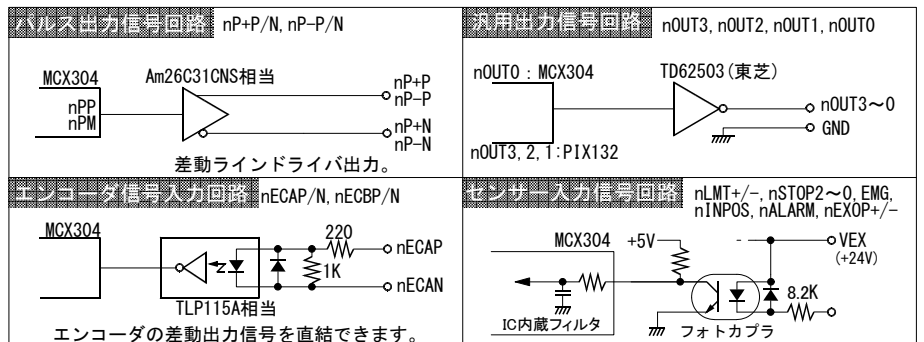 パルス出力信号回路 nP+P/N, nP-P/N
MCX304
Am26C31CNS相当
nPP
nPM
nP+P
nP-P
nP+N
nP-N
差動ラインドライバ出力。
汎用出力信号回路 nOUT3, nOUT2, nOUT1, nOUT0
nOUT0 : MCX304
TD62503(東芝)
nOUT3～0
GND
nOUT3, 2, 1:PIX132
エンコーダ信号入力回路 nECAP/N, nECBP/N
MCX304
220
nECAP
1K
nECAN
TLP115A相当
エンコーダの差動出力信号を直結できます。
センサー入力信号回路 nLMT+/-, nSTOP2～0, EMG,
nINPOS, nALARM, nEXOP+/-
MCX304
+5V
-
VEX
(+24V)
8.2K
IC内蔵フィルタ
フォトカプラ